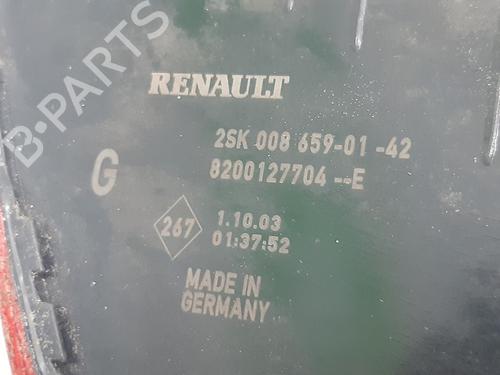 B-PARTS
RENAULT
2SK 008 659-01-42
8200127704--E
G
267
1.10.03
01:37:52
MADE IN
GERMANY